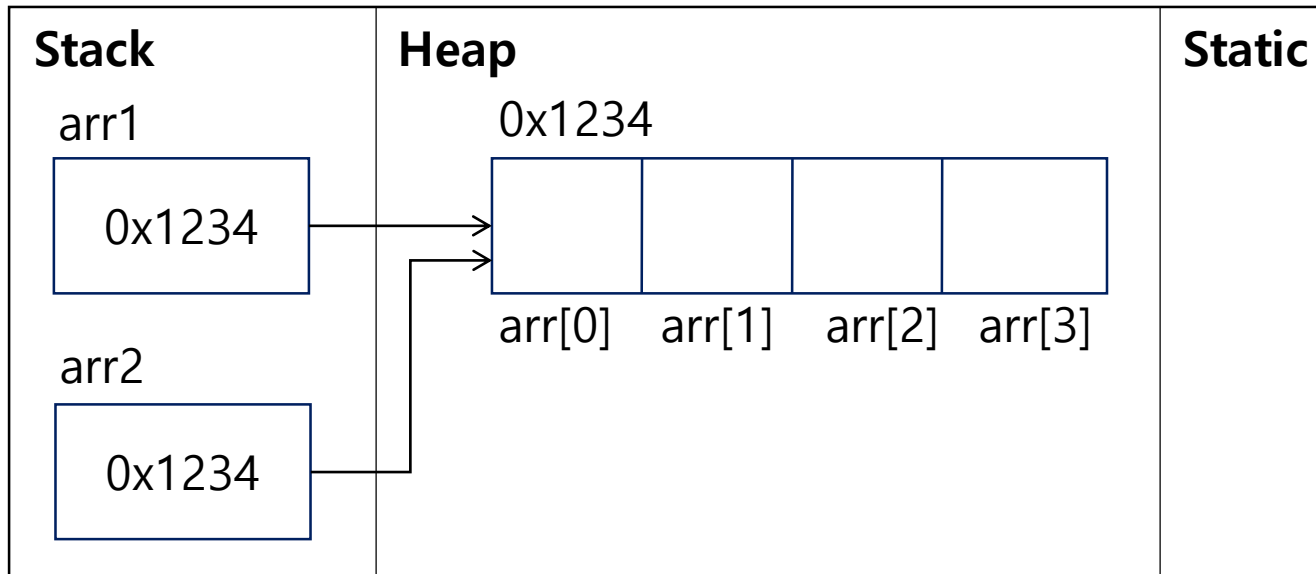 Stack
Heap
Static
arr1
0x1234
0x1234
arr[0] arr[1] arr[2] arr[3]
arr2
0x1234